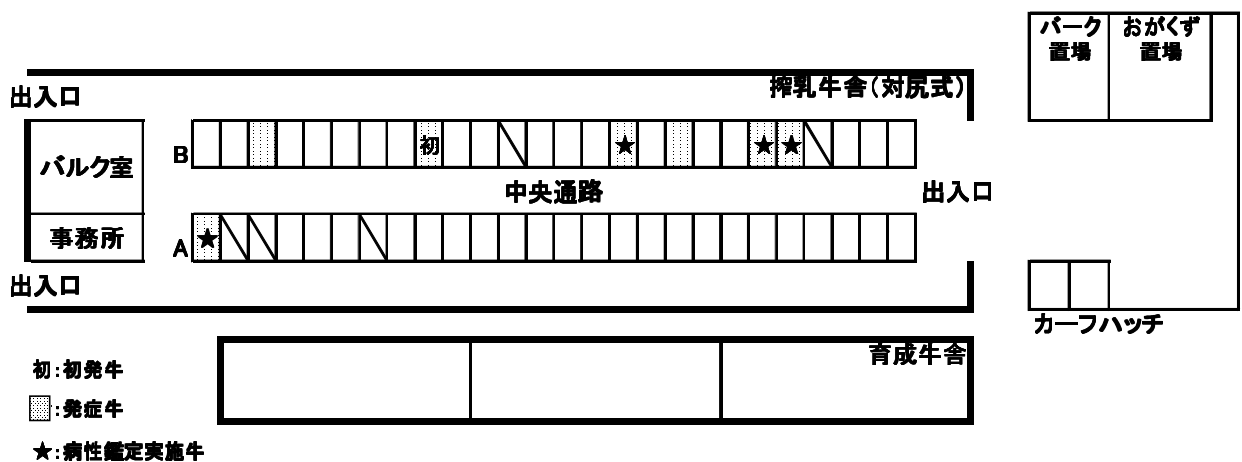 バーク
置場
おがくず
置場
搾乳牛舎(対尻式)
出入口
バルク室
B
初
★
★★
中央通路
出入口
事務所
A
★
出入口
カーフハッチ
育成牛舎
初:初発牛
:発症牛
★:病性鑑定実施牛